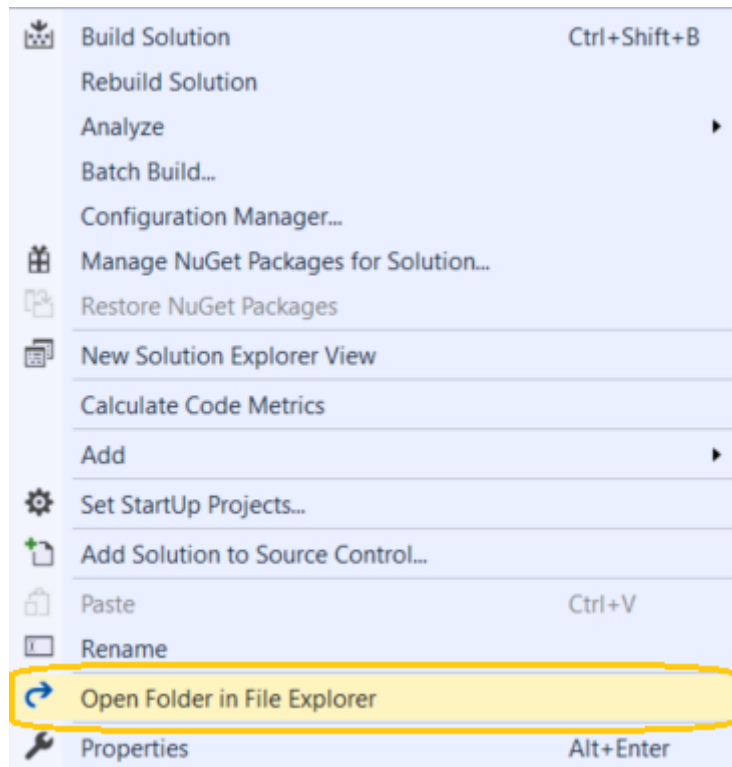 Build Solution Ctrl+Shift+B
Rebuild Solution
Analyze
Batch Build...
Configuration Manager...
Manage NuGet Packages for Solution...
Restore NuGet Packages
New Solution Explorer View
Calculate Code Metrics
Add
Set StartUp Projects...
Add Solution to Source Control...
Paste Ctrl+V
Rename
Open Folder in File Explorer
Properties Alt+Enter